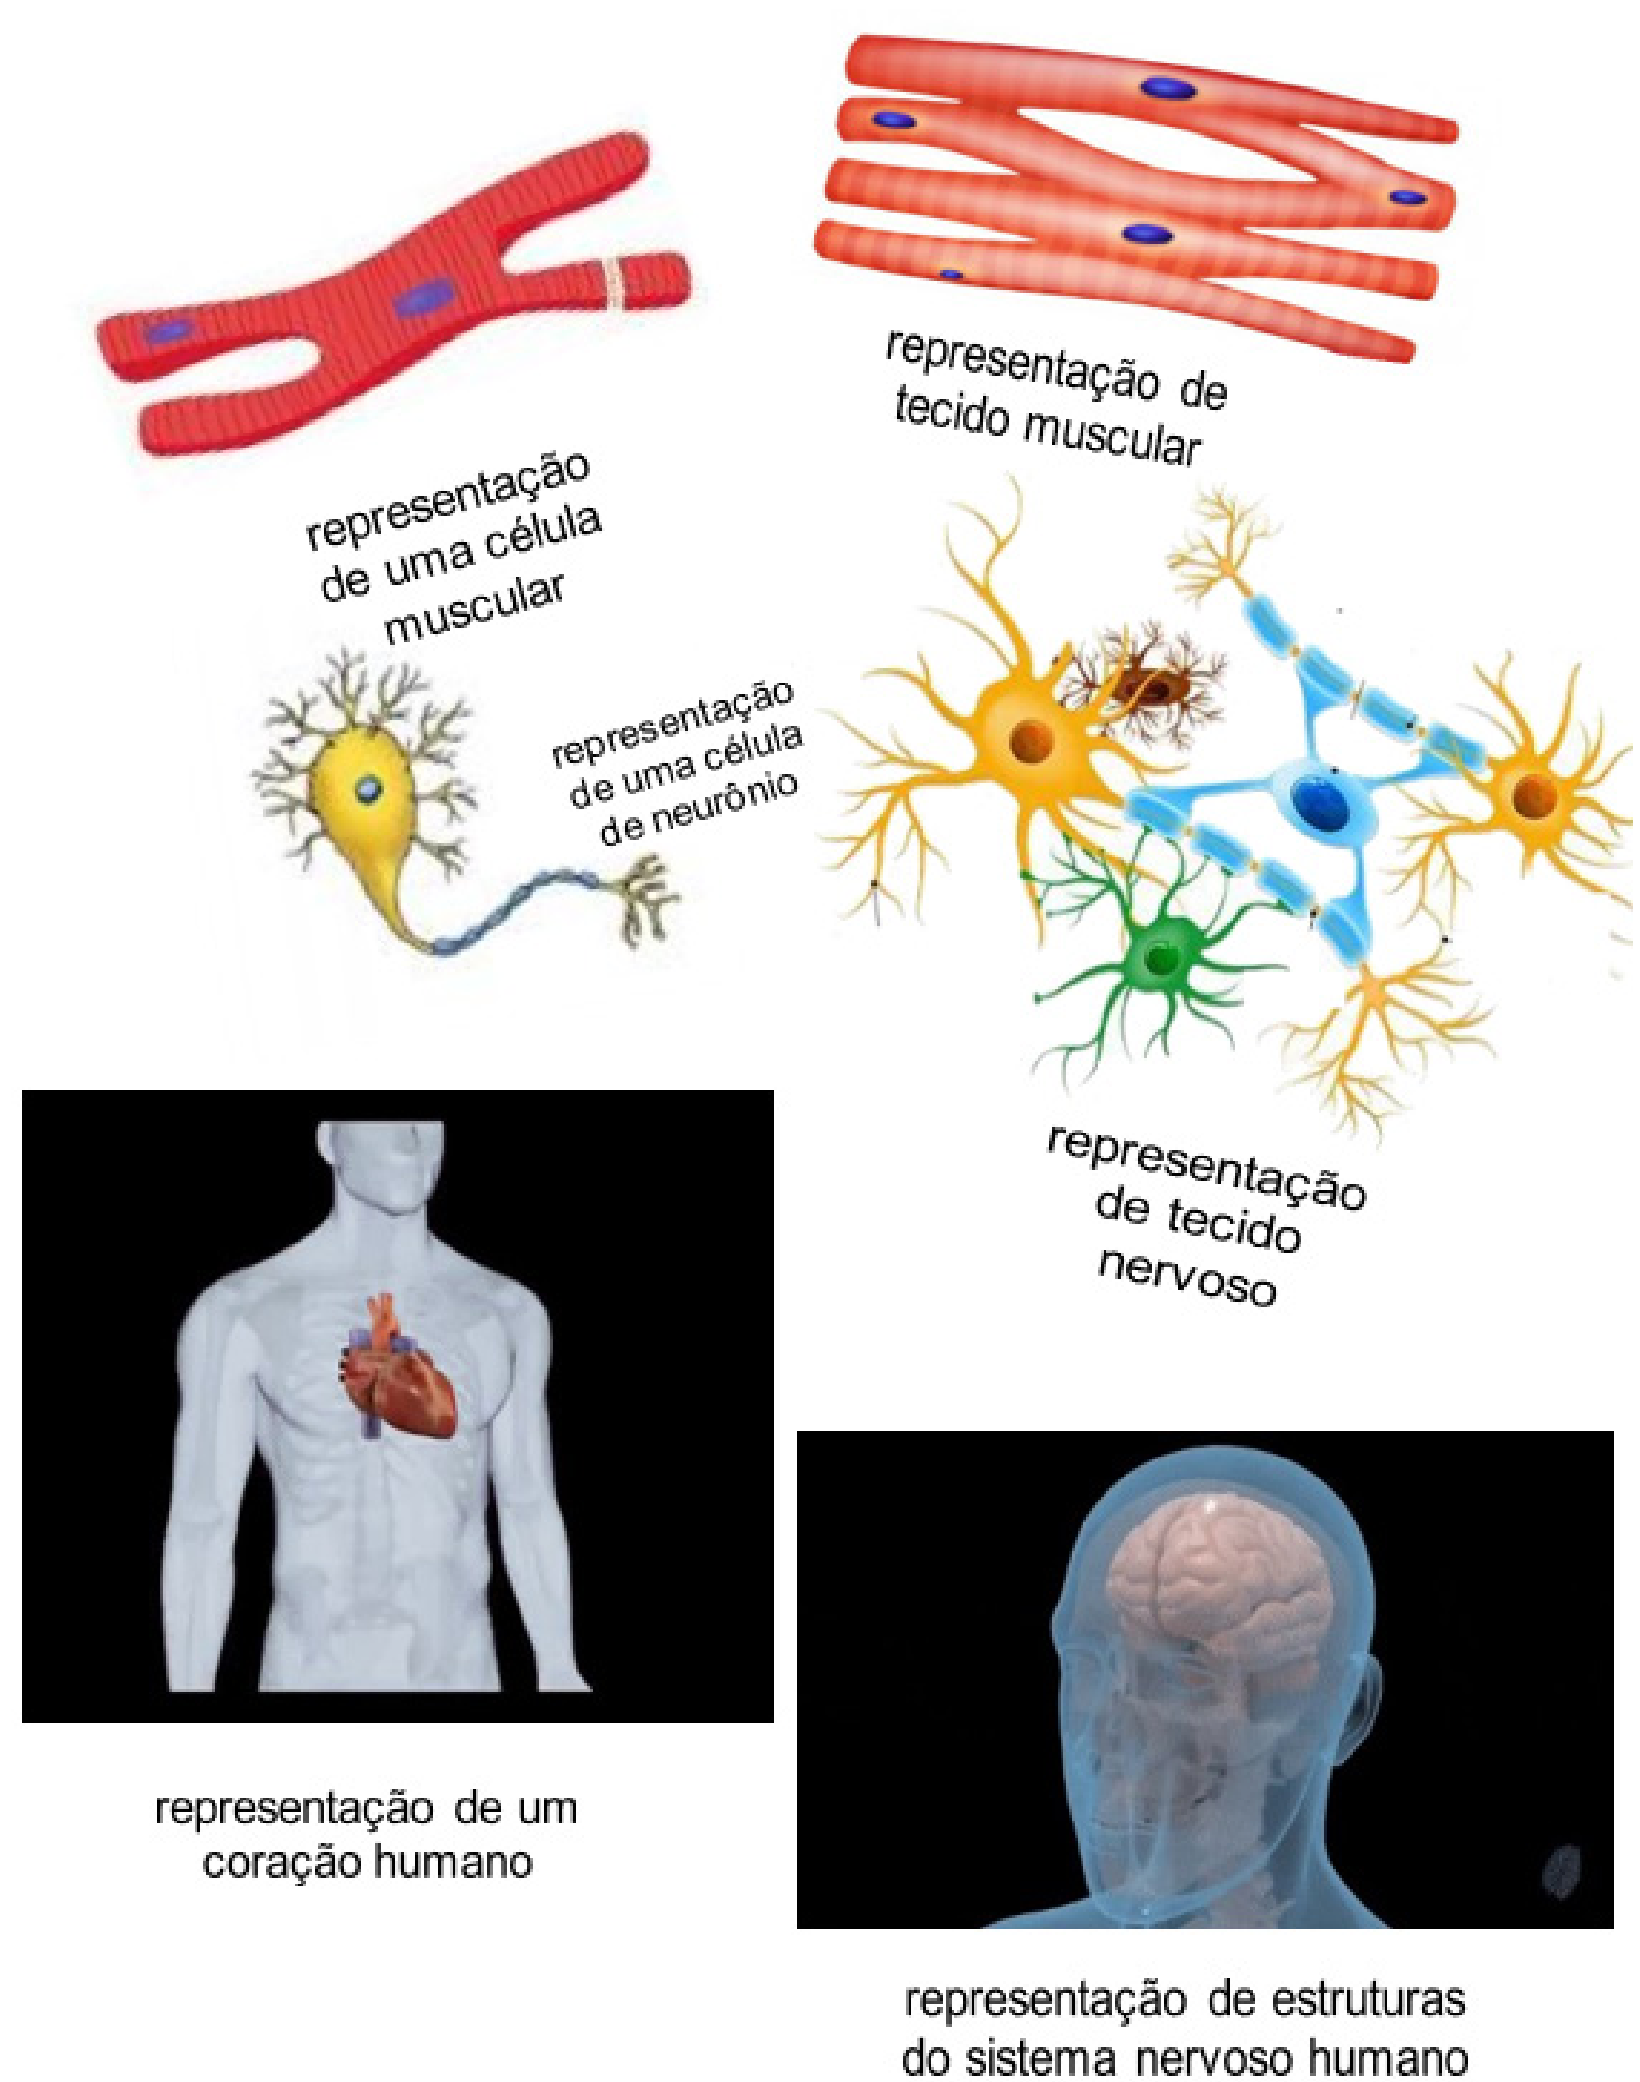 representação de
tecido muscular
representação
de uma célula
muscular
representação
de uma célula
de neurônio
representação
de tecido
nervoso
representação de um
coração humano
representação de estruturas
do sistema nervoso humano